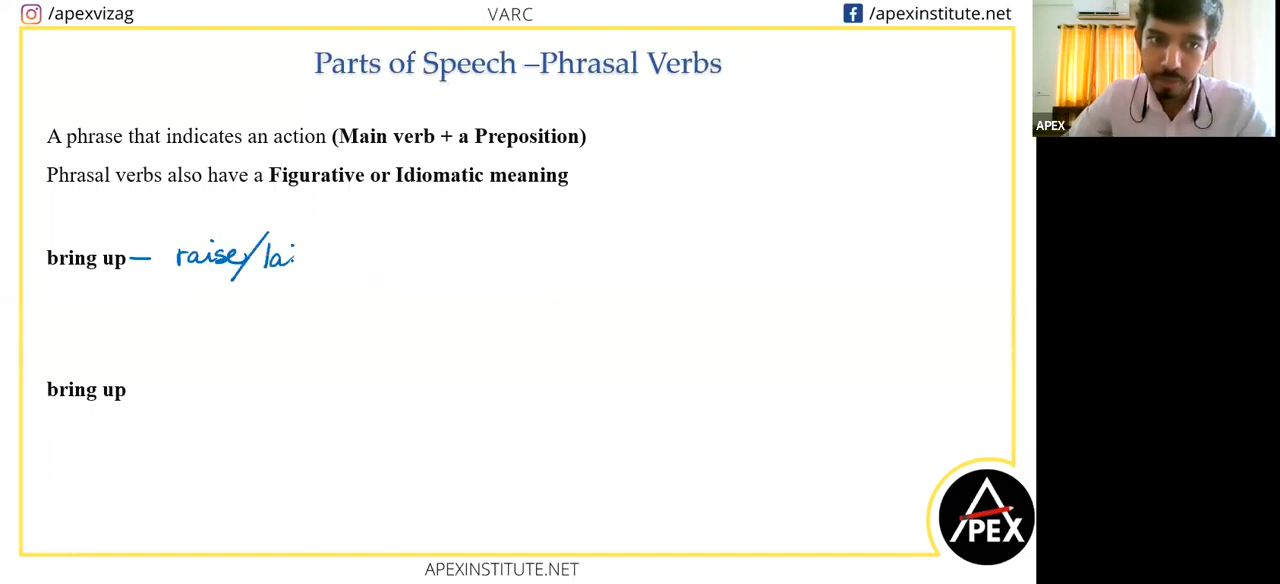 /apexvizag
VARC
/apexinstitute.net
Parts of Speech –Phrasal Verbs
A phrase that indicates an action (Main verb + a Preposition)
Phrasal verbs also have a Figurative or Idiomatic meaning
bring up — raise/lai
bring up
APEX
APEX
APEXINSTITUTE.NET